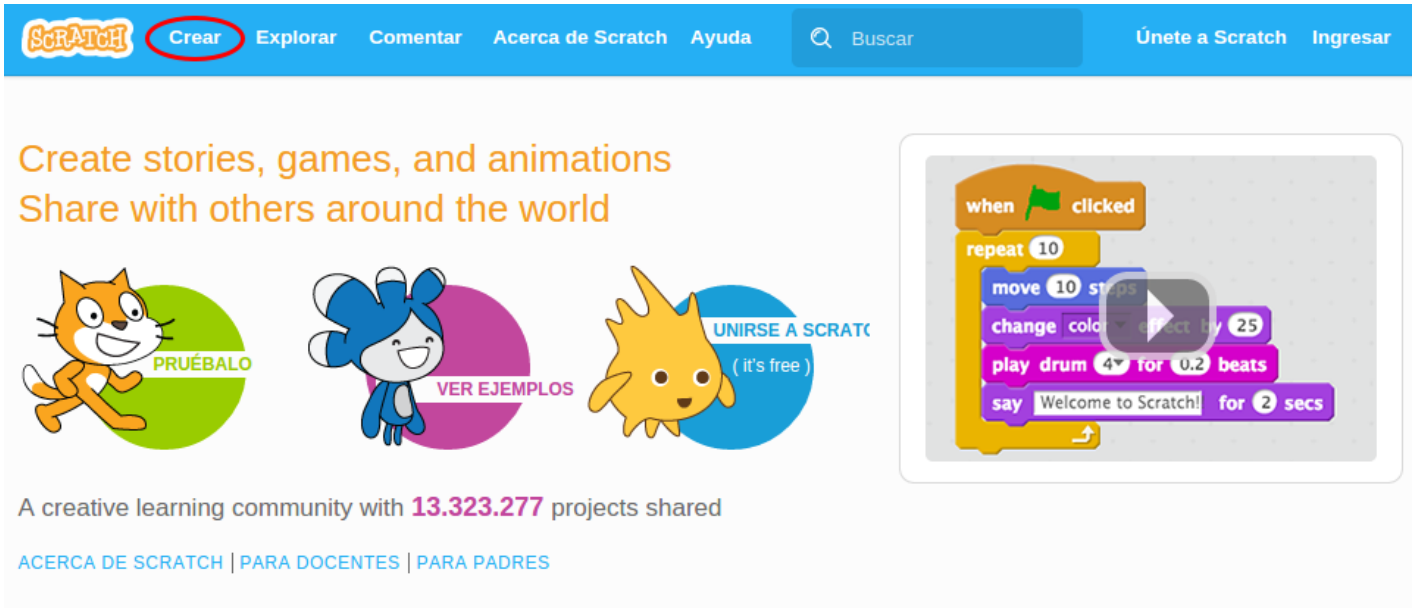 SCRATCH Crear Explorar Comentar Acerca de Scratch Ayuda Buscar Únete a Scratch Ingresar
Create stories, games, and animations
Share with others around the world
PRUÉBALO
VER EJEMPLOS
UNIRSE A SCRATC
( it's free )
when clicked
repeat 10
move 10 steps
change color effect by 25
play drum 4 for 0.2 beats
say Welcome to Scratch! for 2 secs
A creative learning community with 13.323.277 projects shared
ACERCA DE SCRATCH | PARA DOCENTES | PARA PADRES